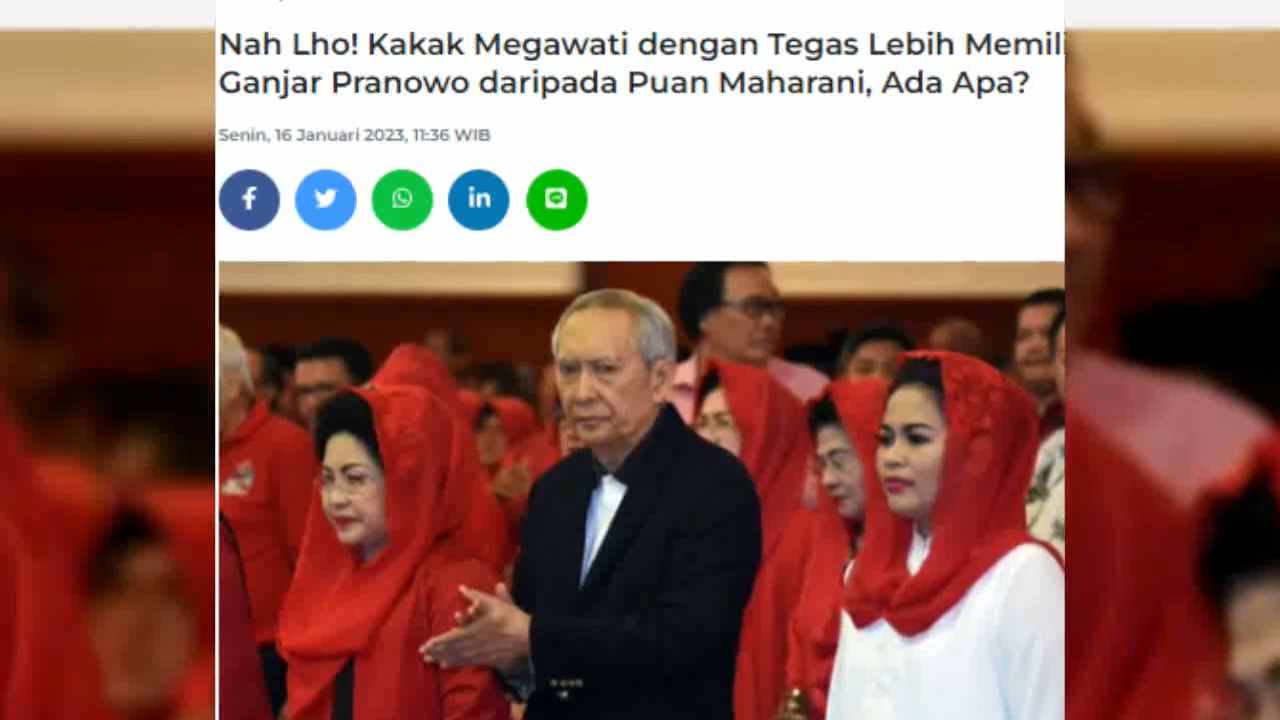 Nah Lho! Kakak Megawati dengan Tegas Lebih Memili
Ganjar Pranowo daripada Puan Maharani, Ada Apa?
Senin, 16 Januari 2023, 11:36 WIB